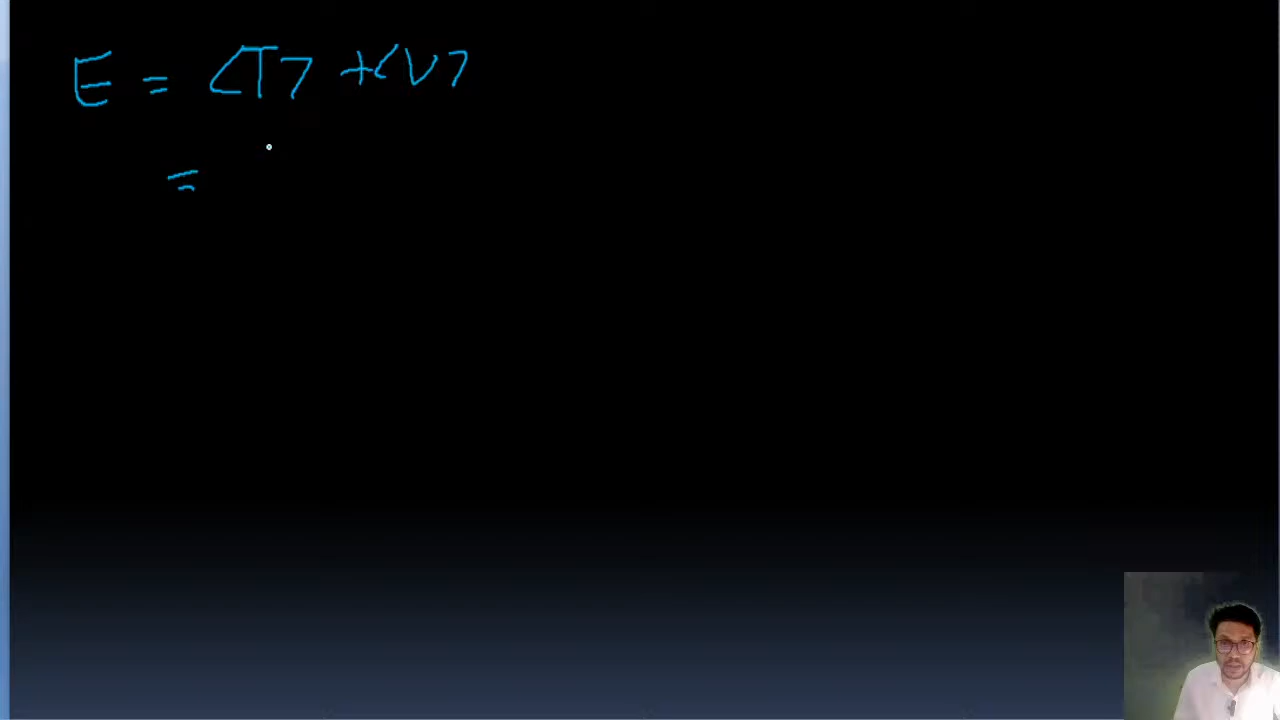 E = <T> + <V>
=